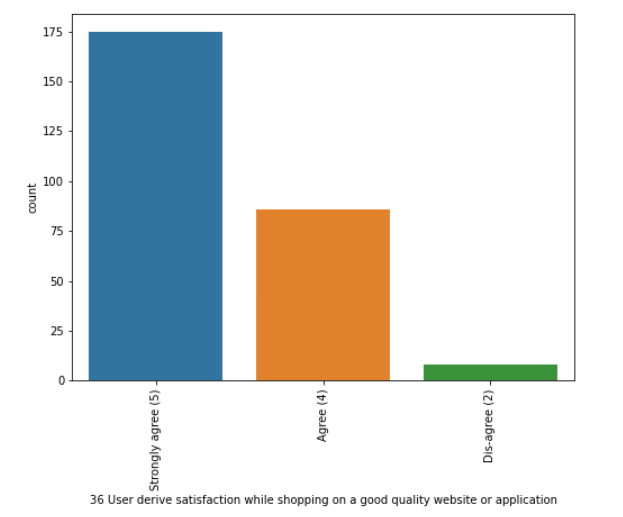 175
150
125
100
75
50
25
0
count
Strongly agree (5)
Agree (4)
Dis-agree (2)
36 User derive satisfaction while shopping on a good quality website or application